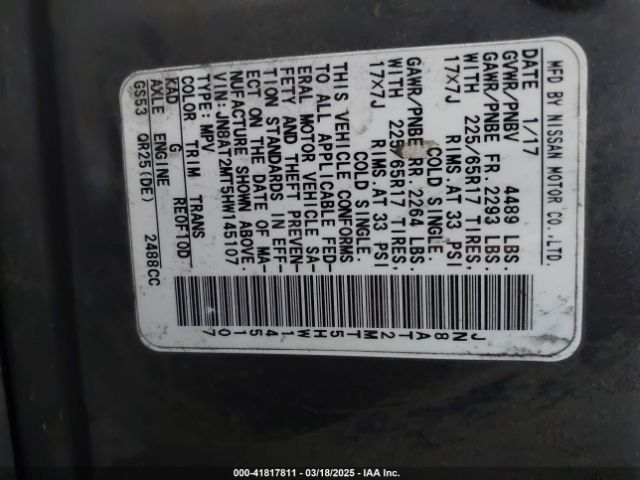 MFD BY NISSAN MOTOR CO.,LTD.
DATE 1/17
GVWR/PNBV 4489 LBS.
GAWR/PNBE FR. 2293 LBS.
WITH 225/65R17 TIRES,
17X7J RIMS.AT 33 PSI
COLD SINGLE.
GAWR/PNBE RR. 2264 LBS.
WITH 225/65R17 TIRES,
17X7J RIMS.AT 33 PSI
COLD SINGLE.
THIS VEHICLE CONFORMS
TO ALL APPLICABLE FED-
ERAL MOTOR VEHICLE SA-
FETY AND THEFT PREVEN-
TION STANDARDS IN EFF-
ECT ON THE DATE OF MA-
NUFACTURE SHOWN ABOVE.
VIN: JN8AT2MT5HW145107
TYPE: MPV
COLOR TRIM TRANS
KAD G RE0F10D
AXLE ENGINE
GS53 QR25(DE) 2488CC
JN8AT2MT5HW145107
000-41817811 - 03/18/2025 - IAA Inc.